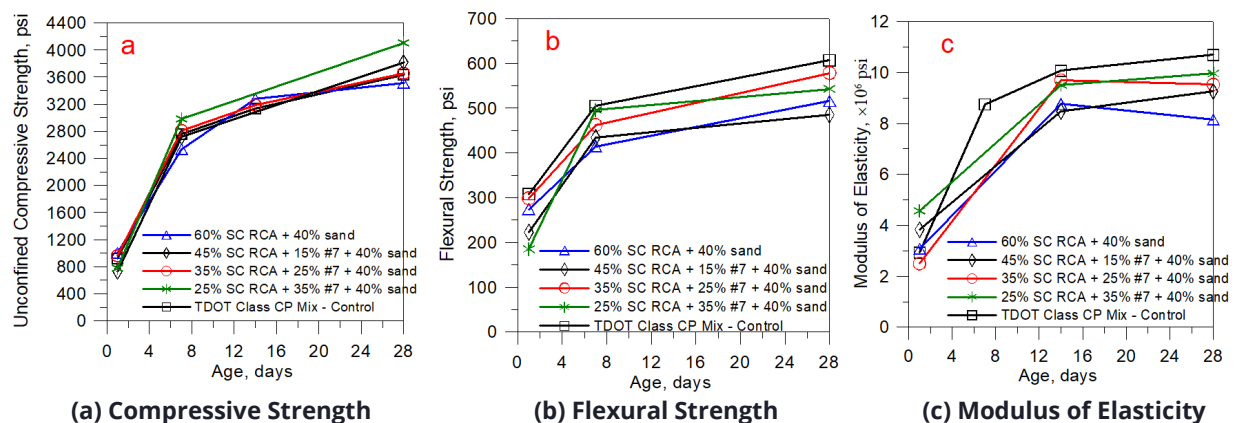 a
Unconfined Compressive Strength, psi
4400
4000
3600
3200
2800
2400
2000
1600
1200
800
400
0
60% SC RCA + 40% sand
45% SC RCA + 15% #7 + 40% sand
35% SC RCA + 25% #7 + 40% sand
25% SC RCA + 35% #7 + 40% sand
TDOT Class CP Mix - Control
0 4 8 12 16 20 24 28
Age, days
(a) Compressive Strength
b
Flexural Strength, psi
700
600
500
400
300
200
100
0
60% SC RCA + 40% sand
45% SC RCA + 15% #7 + 40% sand
35% SC RCA + 25% #7 + 40% sand
25% SC RCA + 35% #7 + 40% sand
TDOT Class CP Mix - Control
0 4 8 12 16 20 24 28
Age, days
(b) Flexural Strength
c
Modulus of Elasticity, ×10⁶ psi
12
10
8
6
4
2
0
60% SC RCA + 40% sand
45% SC RCA + 15% #7 + 40% sand
35% SC RCA + 25% #7 + 40% sand
25% SC RCA + 35% #7 + 40% sand
TDOT Class CP Mix - Control
0 4 8 12 16 20 24 28
Age, days
(c) Modulus of Elasticity